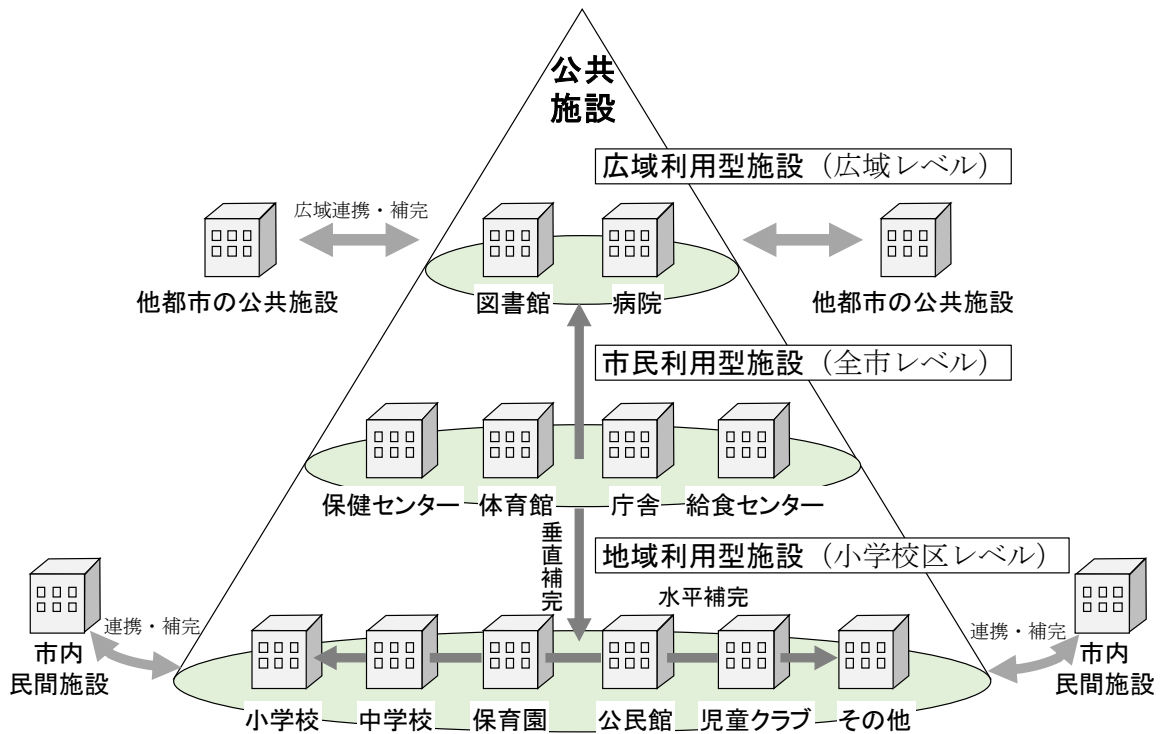 公共
施設
広域利用型施設（広域レベル）
広域連携・補完
他都市の公共施設
図書館
病院
他都市の公共施設
市民利用型施設（全市レベル）
保健センター
体育館
庁舎
給食センター
垂直補完
地域利用型施設（小学校区レベル）
水平補完
連携・補完
市内
民間施設
連携・補完
市内
民間施設
小学校
中学校
保育園
公民館
児童クラブ
その他